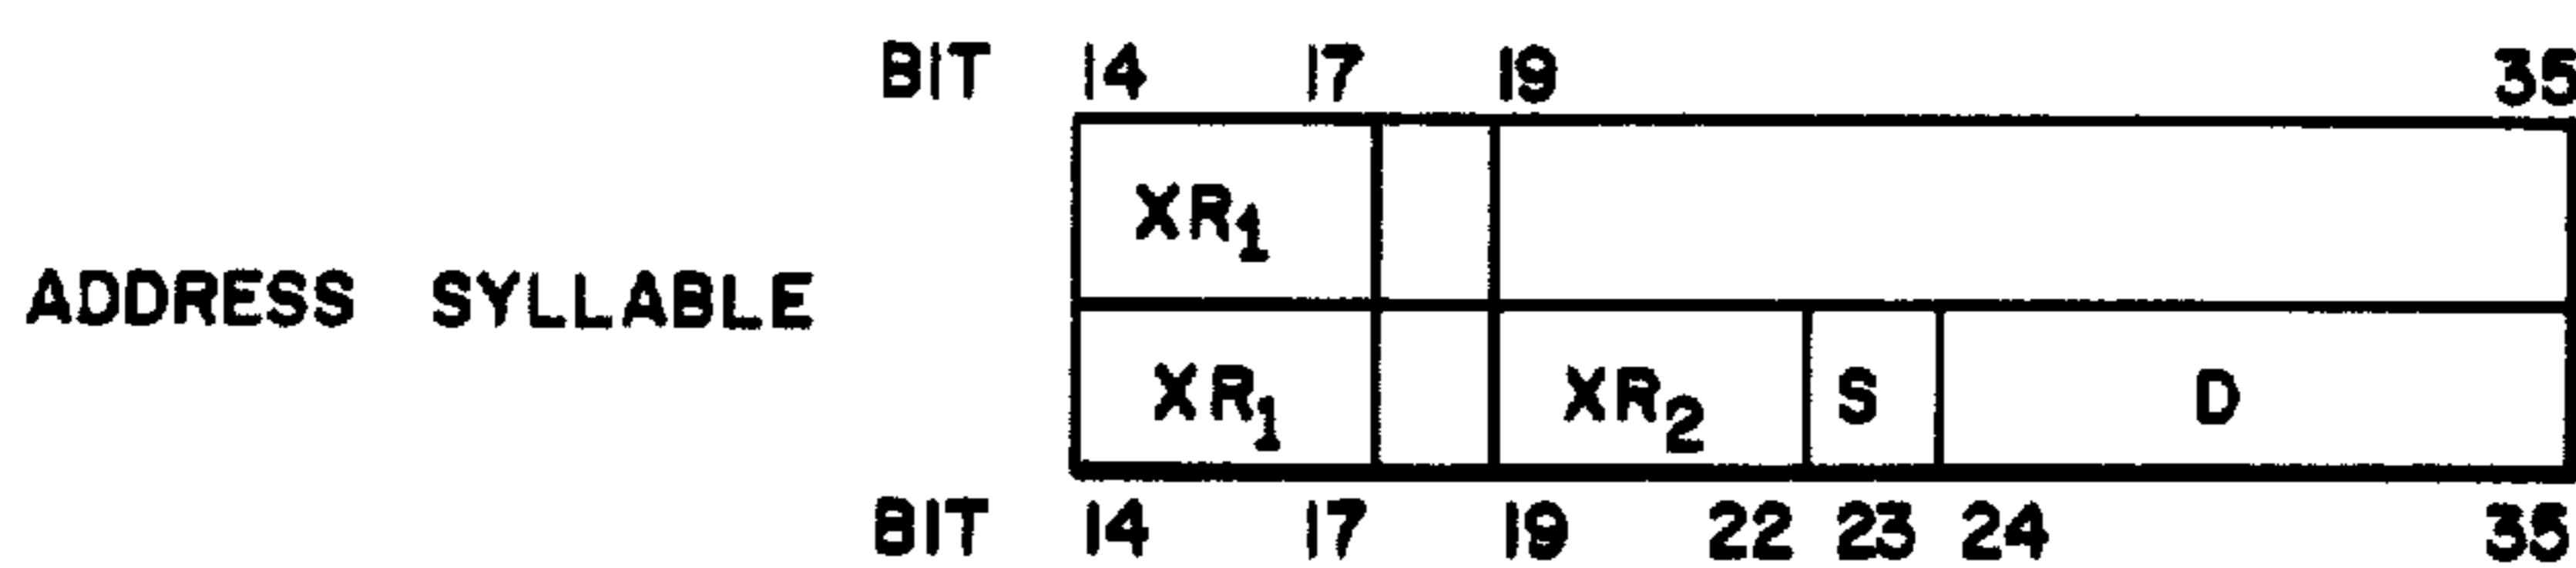 BIT 14 17 19 35
XR₁
ADDRESS SYLLABLE
XR₁ XR₂ S D
BIT 14 17 19 22 23 24 35